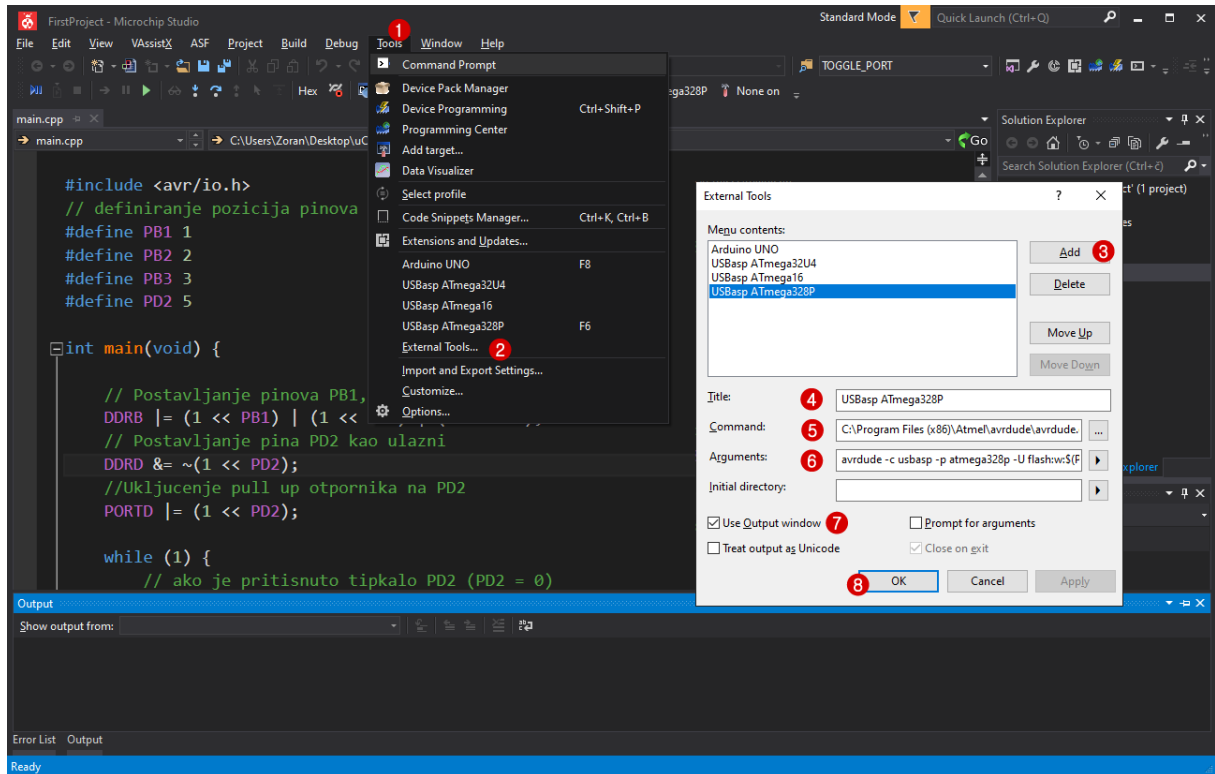 FirstProject - Microchip Studio
Standard Mode
Quick Launch (Ctrl+Q)
1
File Edit View VAssistX ASF Project Build Debug Tools Window Help
Command Prompt
TOGGLE_PORT
Device Pack Manager
Hex
ega328P None on
Device Programming Ctrl+Shift+P
main.cpp
Programming Center
Solution Explorer
main.cpp
C:\Users\Zoran\Desktop\uC
Go
Add target...
Data Visualizer
Search Solution Explorer (Ctrl+č)
#include <avr/io.h>
Select profile
External Tools
ct' (1 project)
// definiranje pozicija pinova
Code Snippets Manager... Ctrl+K, Ctrl+B
#define PB1 1
Extensions and Updates...
Menu contents:
es
#define PB2 2
Arduino UNO F8
Arduino UNO
Add 3
#define PB3 3
USBasp ATmega32U4
USBasp ATmega32U4
USBasp ATmega16
#define PD2 5
USBasp ATmega16
USBasp ATmega328P
Delete
USBasp ATmega328P F6
Move Up
int main(void) {
External Tools... 2
Import and Export Settings...
Move Down
// Postavljanje pinova PB1,
Customize...
DDRB |= (1 << PB1) | (1 <<
Options...
Title: 4 USBasp ATmega328P
// Postavljanje pina PD2 kao ulazni
Command: 5 C:\Program Files (x86)\Atmel\avrdude\avrdude. ...
DDRD &= ~(1 << PD2);
Arguments: 6 avrdude -c usbasp -p atmega328p -U flash:w:$(P
xplorer
//Ukljucenje pull up otpornika na PD2
Initial directory:
PORTD |= (1 << PD2);
Use Output window 7
Prompt for arguments
while (1) {
Treat output as Unicode
Close on exit
// ako je pritisnuto tipkalo PD2 (PD2 = 0)
8 OK Cancel Apply
Output
Show output from:
Error List Output
Ready